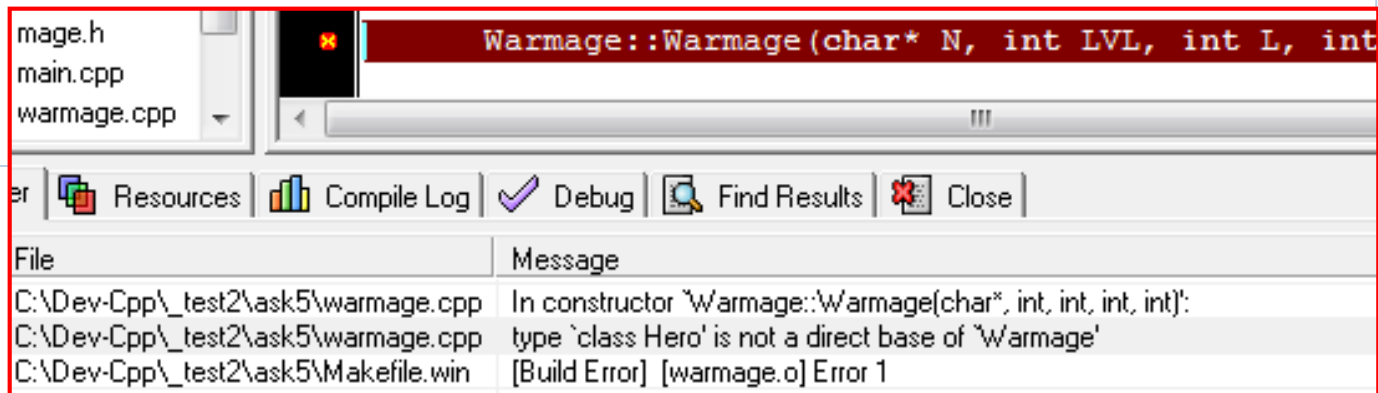 mage.h
main.cpp
warmage.cpp
Warmage::Warmage(char* N, int LVL, int L, int
er Resources Compile Log Debug Find Results Close
File Message
C:\Dev-Cpp\_test2\ask5\warmage.cpp In constructor `Warmage::Warmage(char*, int, int, int, int)':
C:\Dev-Cpp\_test2\ask5\warmage.cpp type `class Hero' is not a direct base of `Warmage'
C:\Dev-Cpp\_test2\ask5\Makefile.win [Build Error] [warmage.o] Error 1